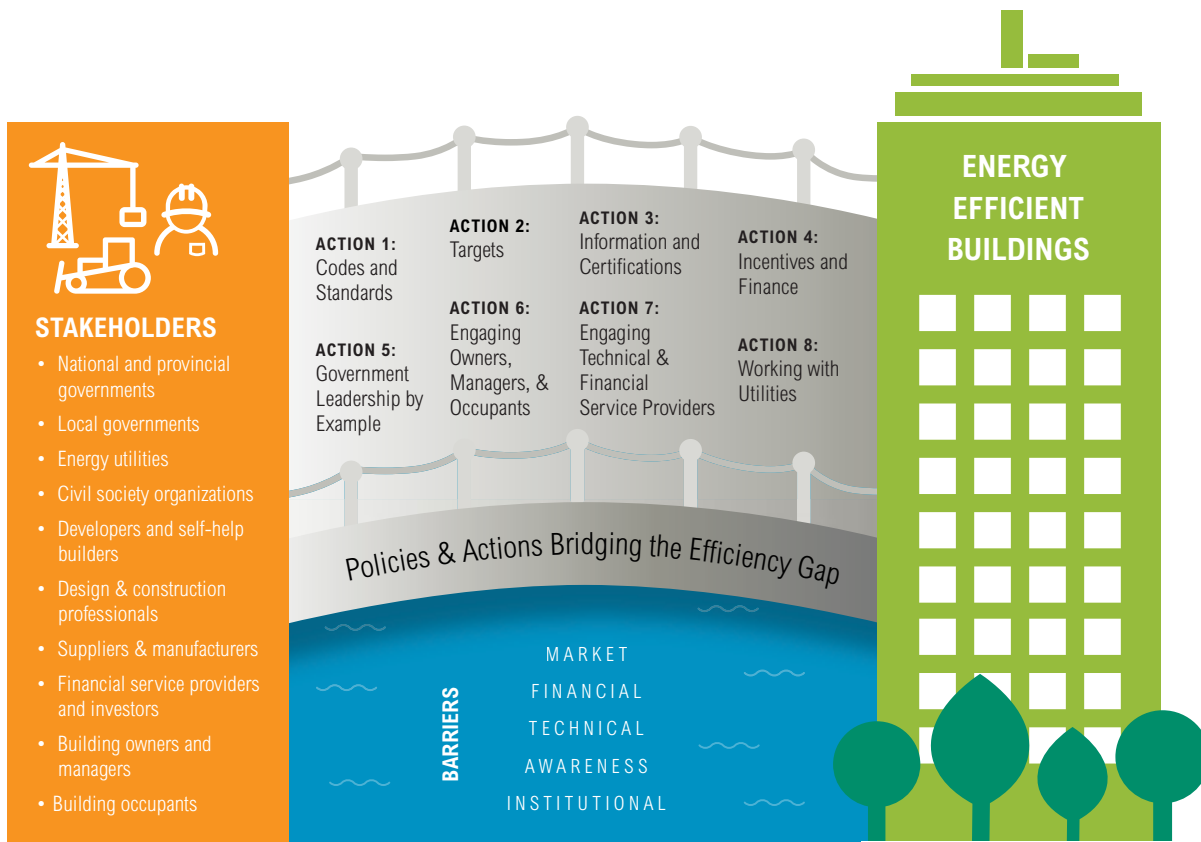 STAKEHOLDERS
• National and provincial
governments
• Local governments
• Energy utilities
• Civil society organizations
• Developers and self-help
builders
• Design & construction
professionals
• Suppliers & manufacturers
• Financial service providers
and investors
• Building owners and
managers
• Building occupants
ACTION 1:
Codes and
Standards
ACTION 2:
Targets
ACTION 3:
Information and
Certifications
ACTION 4:
Incentives and
Finance
ACTION 5:
Government
Leadership by
Example
ACTION 6:
Engaging
Owners,
Managers, &
Occupants
ACTION 7:
Engaging
Technical &
Financial
Service Providers
ACTION 8:
Working with
Utilities
Policies & Actions Bridging the Efficiency Gap
BARRIERS
MARKET
FINANCIAL
TECHNICAL
AWARENESS
INSTITUTIONAL
ENERGY
EFFICIENT
BUILDINGS